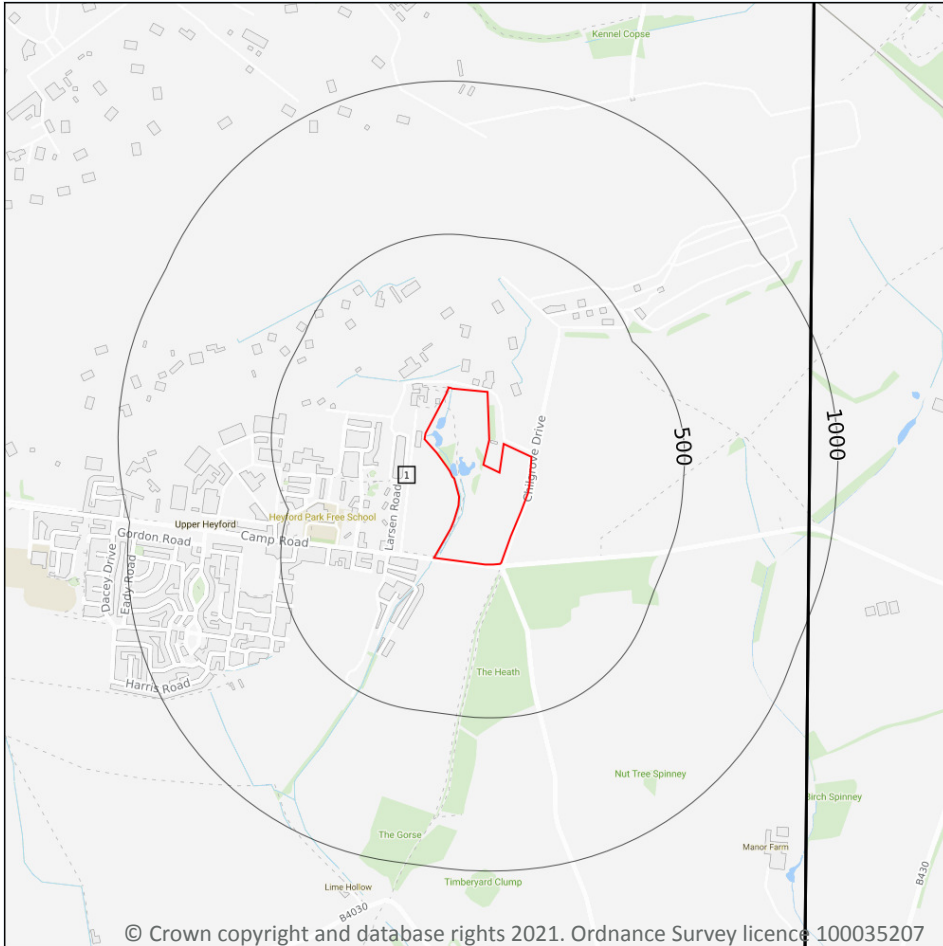 Kennel Copse
1000
500
Chilgrove Drive
1
Larsen Road
Heyford Park Free School
Upper Heyford
Gordon Road
Camp Road
Dacey Drive
Eady Road
Harris Road
The Heath
Nut Tree Spinney
Birch Spinney
The Gorse
Manor Farm
Timberyard Clump
Lime Hollow
B4030
B430
© Crown copyright and database rights 2021. Ordnance Survey licence 100035207